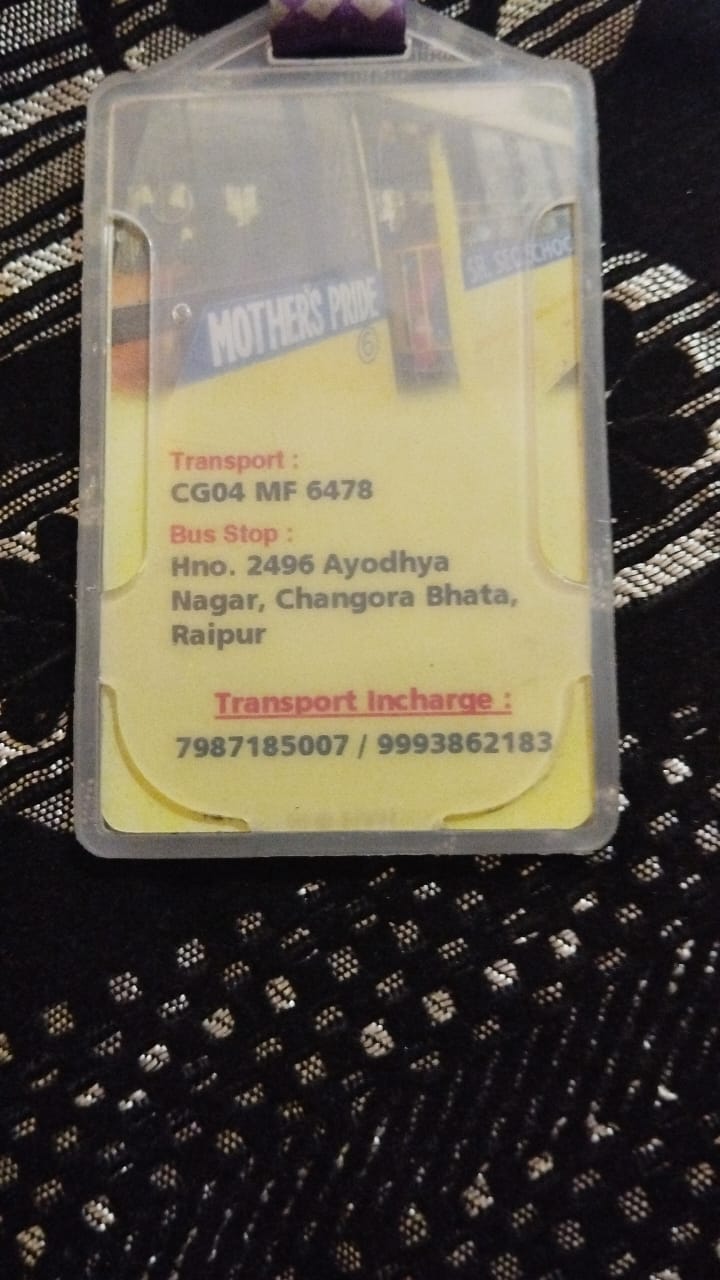 MOTHER'S PRIDE
6
SR. SEC. SCHOO
Transport :
CG04 MF 6478
Bus Stop :
Hno. 2496 Ayodhya
Nagar, Changora Bhata,
Raipur
Transport Incharge :
7987185007 / 9993862183